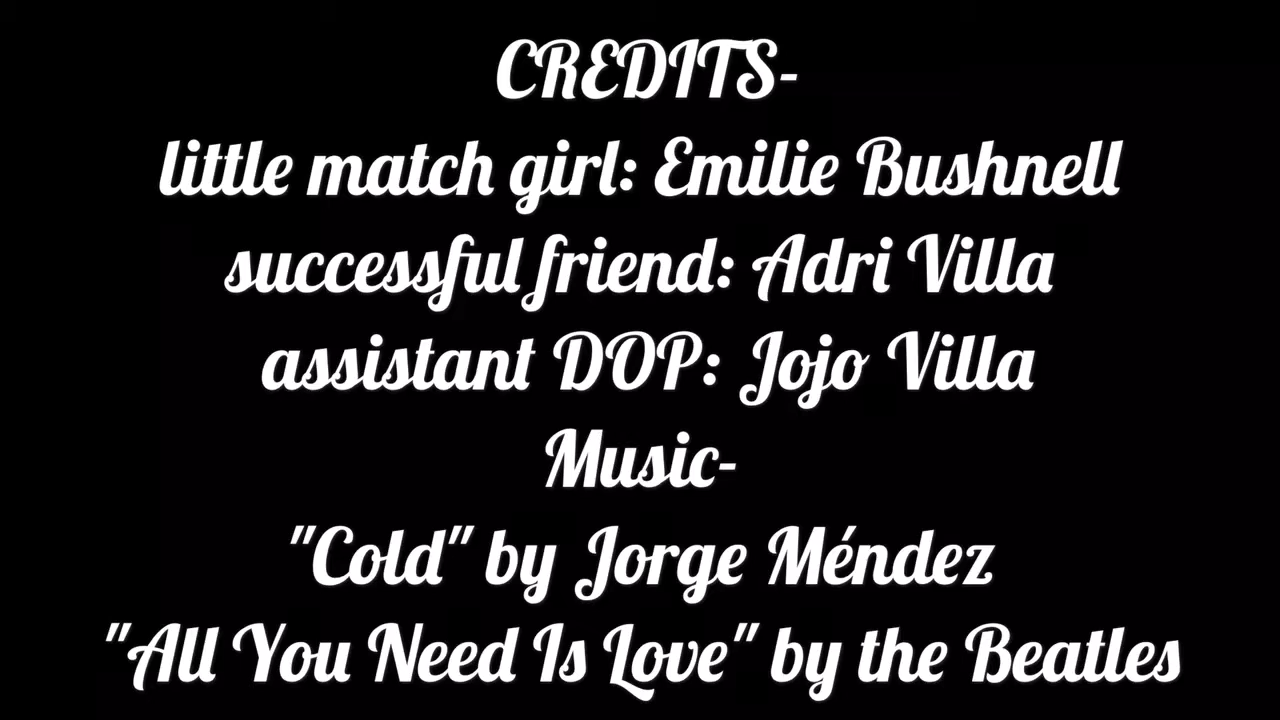 CREDITS-
little match girl: Emilie Bushnell
successful friend: Adri Villa
assistant DOP: Jojo Villa
Music-
"Cold" by Jorge Méndez
"All You Need Is Love" by the Beatles